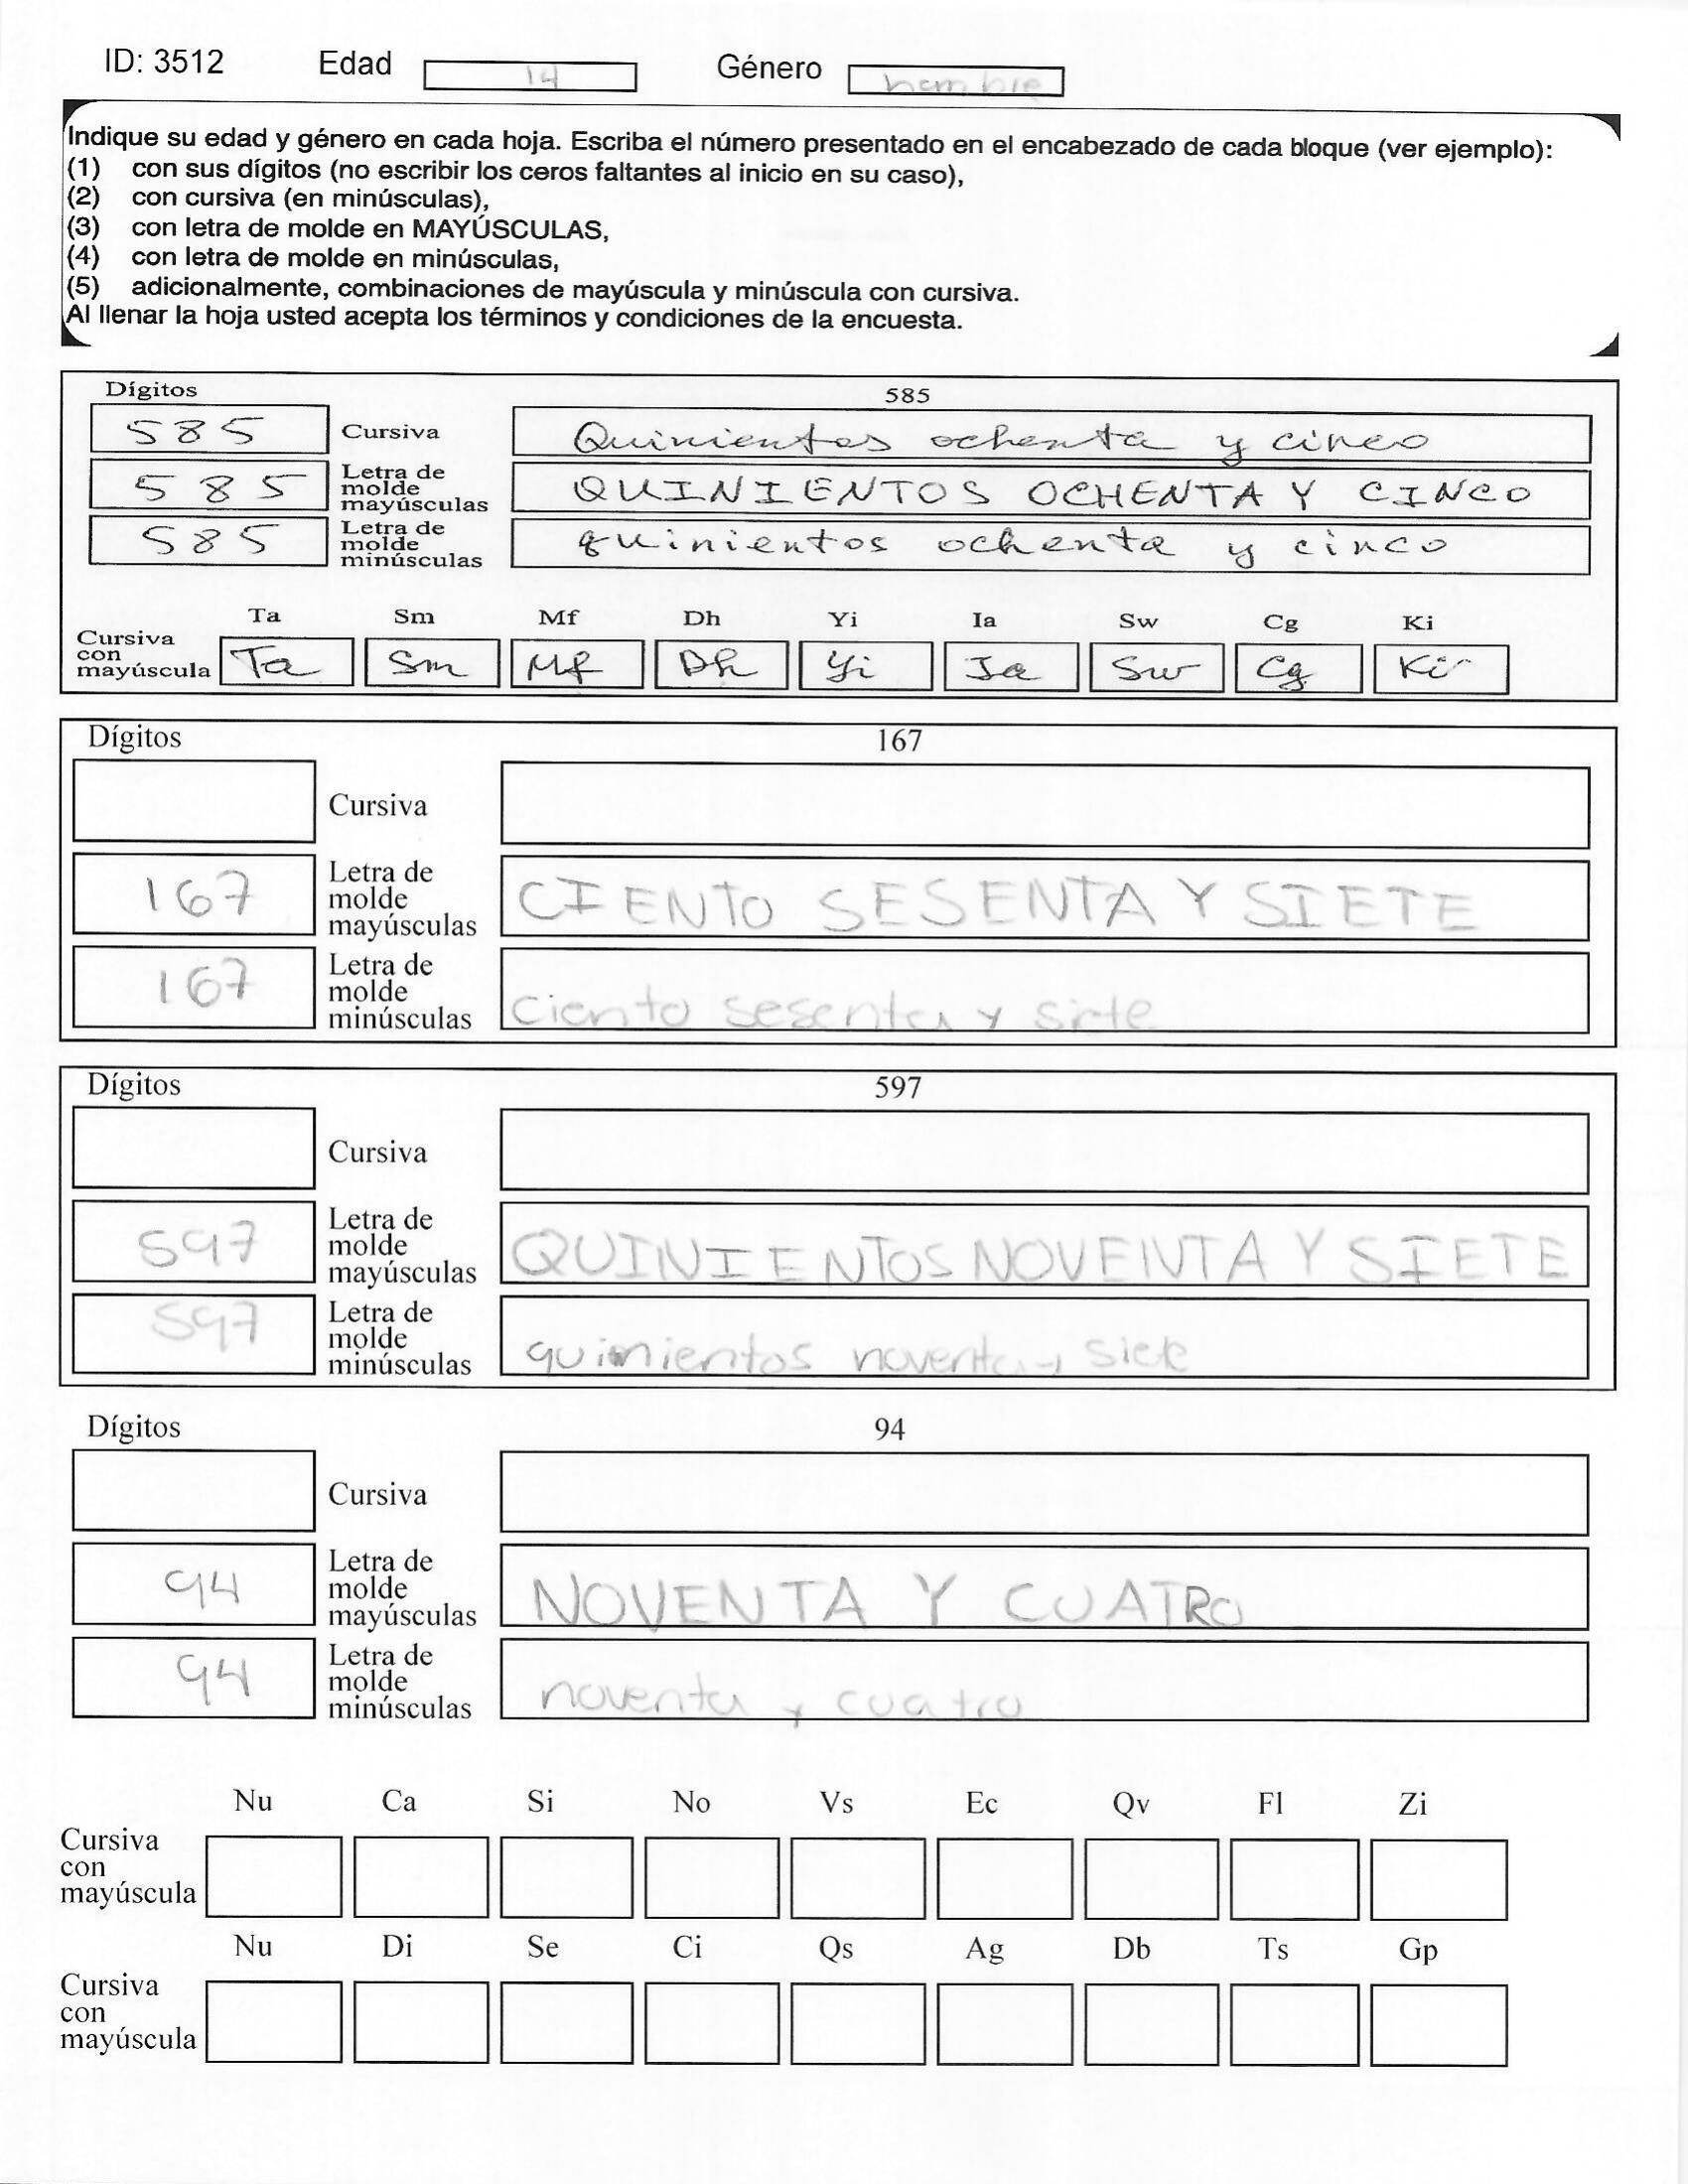 ID: 3512 Edad 14 Género hombre
Indique su edad y género en cada hoja. Escriba el número presentado en el encabezado de cada bloque (ver ejemplo):
(1) con sus dígitos (no escribir los ceros faltantes al inicio en su caso),
(2) con cursiva (en minúsculas),
(3) con letra de molde en MAYÚSCULAS,
(4) con letra de molde en minúsculas,
(5) adicionalmente, combinaciones de mayúscula y minúscula con cursiva.
Al llenar la hoja usted acepta los términos y condiciones de la encuesta.
Dígitos 585
585 Cursiva Quinientos ochenta y cinco
585 Letra de molde mayúsculas QUINIENTOS OCHENTA Y CINCO
585 Letra de molde minúsculas quinientos ochenta y cinco
Ta Sm Mf Dh Yi Ia Sw Cg Ki
Cursiva con mayúscula Ta Sm Mf Dh Yi Ia Sw Cg Ki
Dígitos 167
Cursiva
167 Letra de molde mayúsculas CIENTO SESENTA Y SIETE
167 Letra de molde minúsculas ciento sesenta y siete
Dígitos 597
Cursiva
597 Letra de molde mayúsculas QUINIENTOS NOVENTA Y SIETE
597 Letra de molde minúsculas quinientos noventa y siete
Dígitos 94
Cursiva
94 Letra de molde mayúsculas NOVENTA Y CUATRO
94 Letra de molde minúsculas noventa y cuatro
Nu Ca Si No Vs Ec Qv Fl Zi
Cursiva con mayúscula
Nu Di Se Ci Qs Ag Db Ts Gp
Cursiva con mayúscula